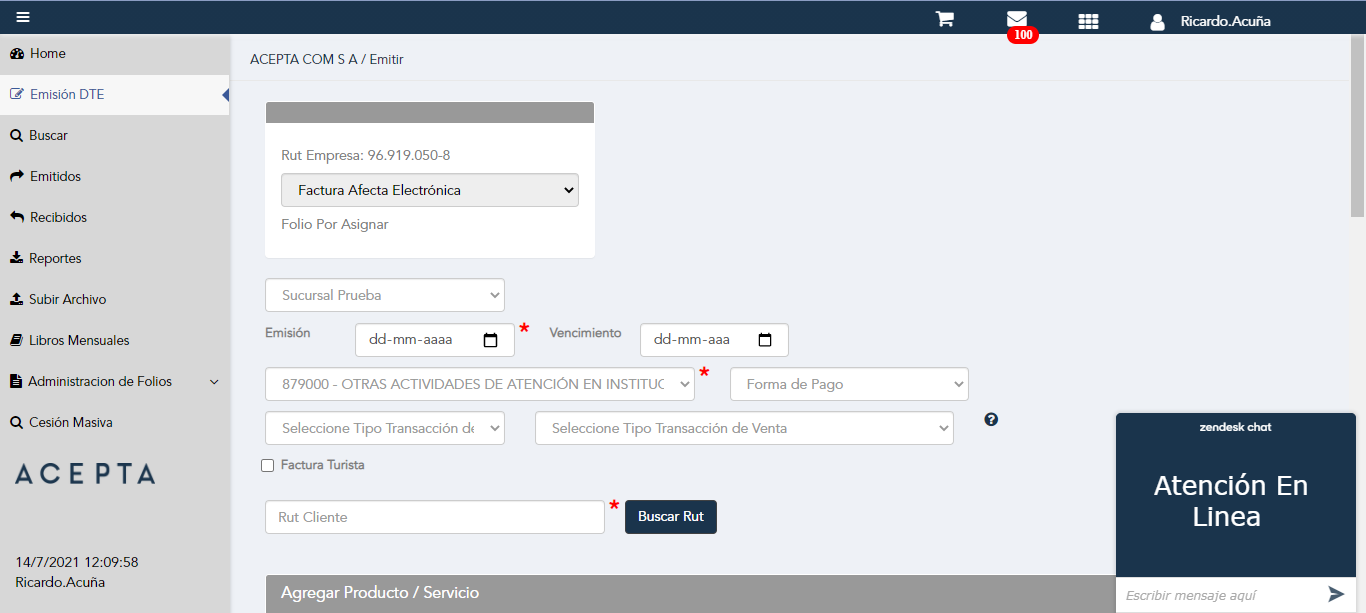 Ricardo.Acuña
100
Home
Emisión DTE
Buscar
Emitidos
Recibidos
Reportes
Subir Archivo
Libros Mensuales
Administracion de Folios
Cesión Masiva
ACEPTA
14/7/2021 12:09:58
Ricardo.Acuña
ACEPTA COM S A / Emitir
Rut Empresa: 96.919.050-8
Factura Afecta Electrónica
Folio Por Asignar
Sucursal Prueba
Emisión dd-mm-aaaa * Vencimiento dd-mm-aaa
879000 - OTRAS ACTIVIDADES DE ATENCIÓN EN INSTITUC * Forma de Pago
Seleccione Tipo Transacción de Seleccione Tipo Transacción de Venta ?
Factura Turista
Rut Cliente * Buscar Rut
Agregar Producto / Servicio
zendesk chat
Atención En
Linea
Escribir mensaje aquí